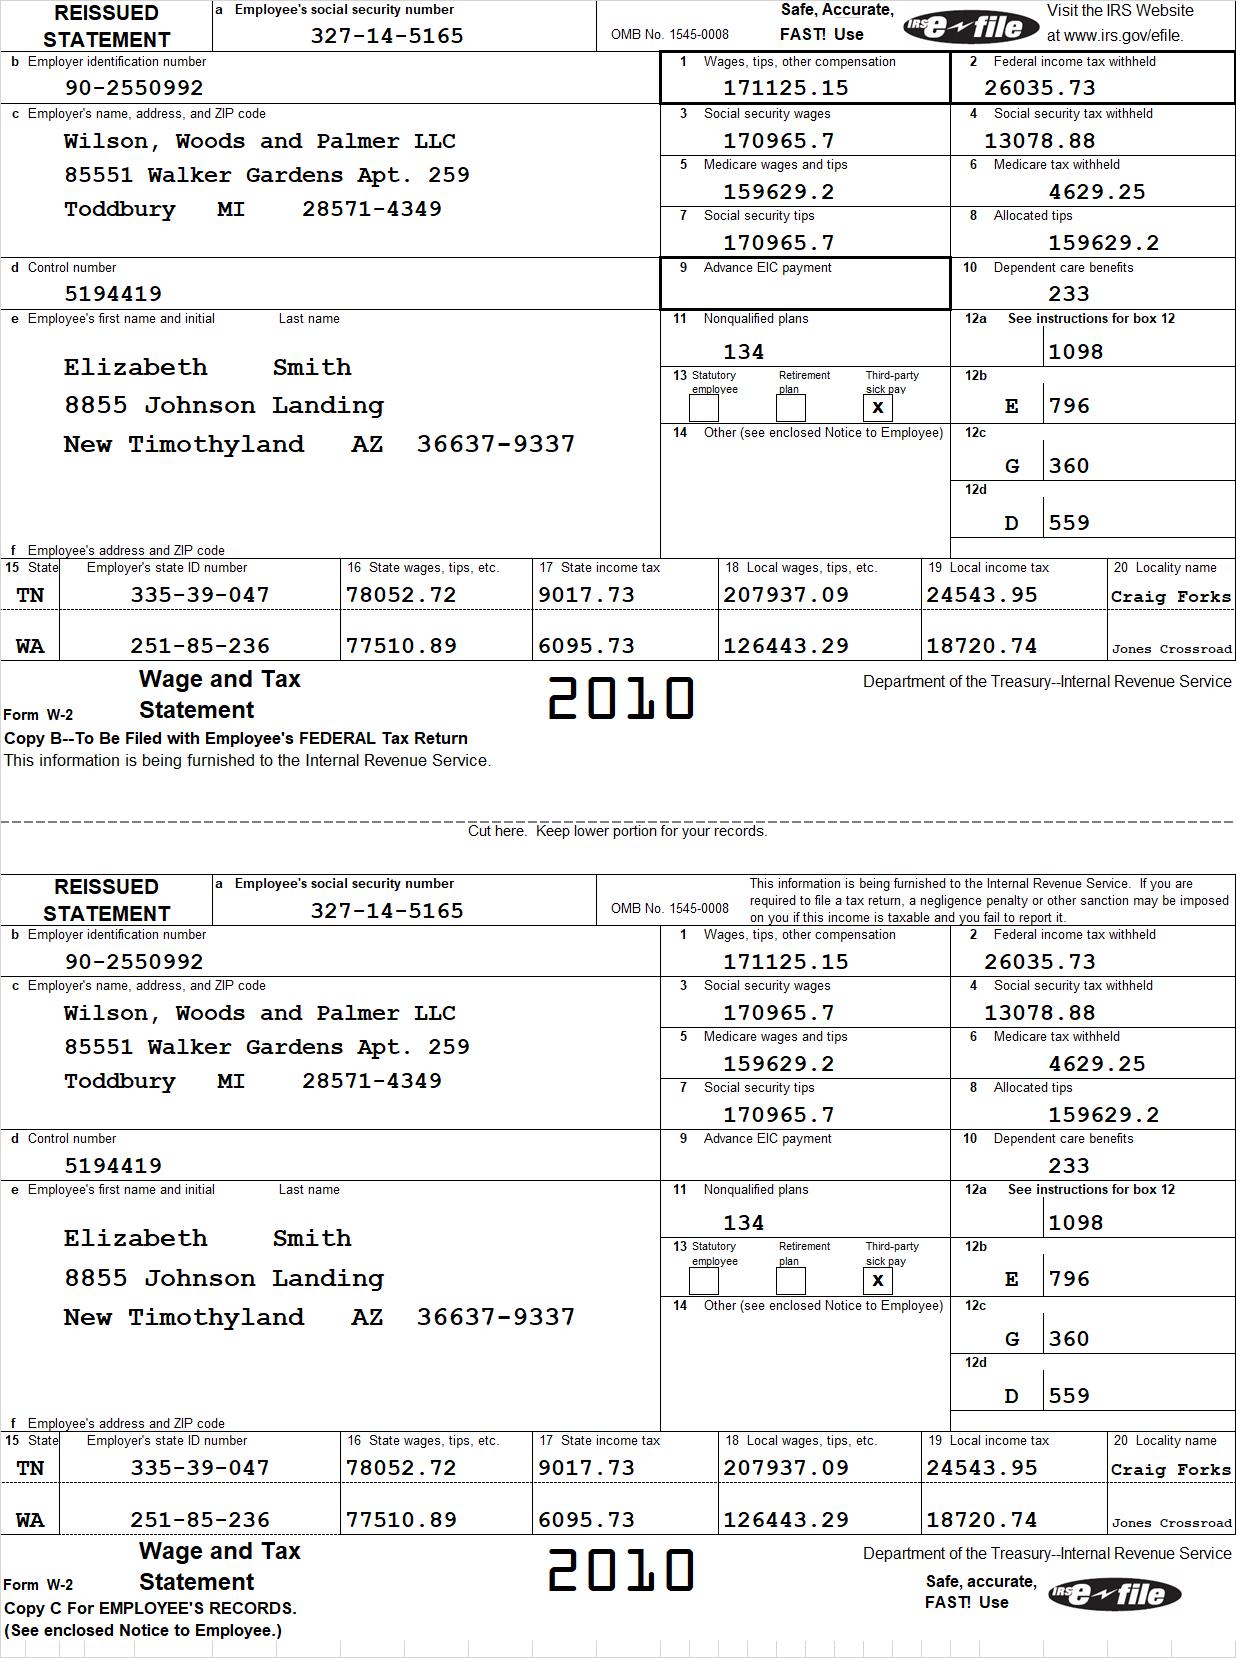 REISSUED STATEMENT
a Employee's social security number
327-14-5165
OMB No. 1545-0008
Safe, Accurate,
FAST! Use
IRS e-file
Visit the IRS Website
at www.irs.gov/efile.
b Employer identification number
90-2550992
1 Wages, tips, other compensation
171125.15
2 Federal income tax withheld
26035.73
c Employer's name, address, and ZIP code
Wilson, Woods and Palmer LLC
85551 Walker Gardens Apt. 259
Toddbury MI 28571-4349
3 Social security wages
170965.7
4 Social security tax withheld
13078.88
5 Medicare wages and tips
159629.2
6 Medicare tax withheld
4629.25
7 Social security tips
170965.7
8 Allocated tips
159629.2
d Control number
5194419
9 Advance EIC payment
10 Dependent care benefits
233
e Employee's first name and initial Last name
Elizabeth Smith
8855 Johnson Landing
New Timothyland AZ 36637-9337
11 Nonqualified plans
134
12a See instructions for box 12
1098
13 Statutory employee
Retirement plan
Third-party sick pay
X
12b
E 796
14 Other (see enclosed Notice to Employee)
12c
G 360
12d
D 559
f Employee's address and ZIP code
15 State Employer's state ID number 16 State wages, tips, etc. 17 State income tax 18 Local wages, tips, etc. 19 Local income tax 20 Locality name
TN 335-39-047 78052.72 9017.73 207937.09 24543.95 Craig Forks
WA 251-85-236 77510.89 6095.73 126443.29 18720.74 Jones Crossroad
Form W-2 Wage and Tax Statement
2010
Department of the Treasury--Internal Revenue Service
Copy B--To Be Filed with Employee's FEDERAL Tax Return
This information is being furnished to the Internal Revenue Service.
Cut here. Keep lower portion for your records.
REISSUED STATEMENT
a Employee's social security number
327-14-5165
OMB No. 1545-0008
This information is being furnished to the Internal Revenue Service. If you are
required to file a tax return, a negligence penalty or other sanction may be imposed
on you if this income is taxable and you fail to report it.
b Employer identification number
90-2550992
1 Wages, tips, other compensation
171125.15
2 Federal income tax withheld
26035.73
c Employer's name, address, and ZIP code
Wilson, Woods and Palmer LLC
85551 Walker Gardens Apt. 259
Toddbury MI 28571-4349
3 Social security wages
170965.7
4 Social security tax withheld
13078.88
5 Medicare wages and tips
159629.2
6 Medicare tax withheld
4629.25
7 Social security tips
170965.7
8 Allocated tips
159629.2
d Control number
5194419
9 Advance EIC payment
10 Dependent care benefits
233
e Employee's first name and initial Last name
Elizabeth Smith
8855 Johnson Landing
New Timothyland AZ 36637-9337
11 Nonqualified plans
134
12a See instructions for box 12
1098
13 Statutory employee
Retirement plan
Third-party sick pay
X
12b
E 796
14 Other (see enclosed Notice to Employee)
12c
G 360
12d
D 559
f Employee's address and ZIP code
15 State Employer's state ID number 16 State wages, tips, etc. 17 State income tax 18 Local wages, tips, etc. 19 Local income tax 20 Locality name
TN 335-39-047 78052.72 9017.73 207937.09 24543.95 Craig Forks
WA 251-85-236 77510.89 6095.73 126443.29 18720.74 Jones Crossroad
Form W-2 Wage and Tax Statement
2010
Department of the Treasury--Internal Revenue Service
Safe, accurate,
FAST! Use
IRS e-file
Copy C For EMPLOYEE'S RECORDS.
(See enclosed Notice to Employee.)